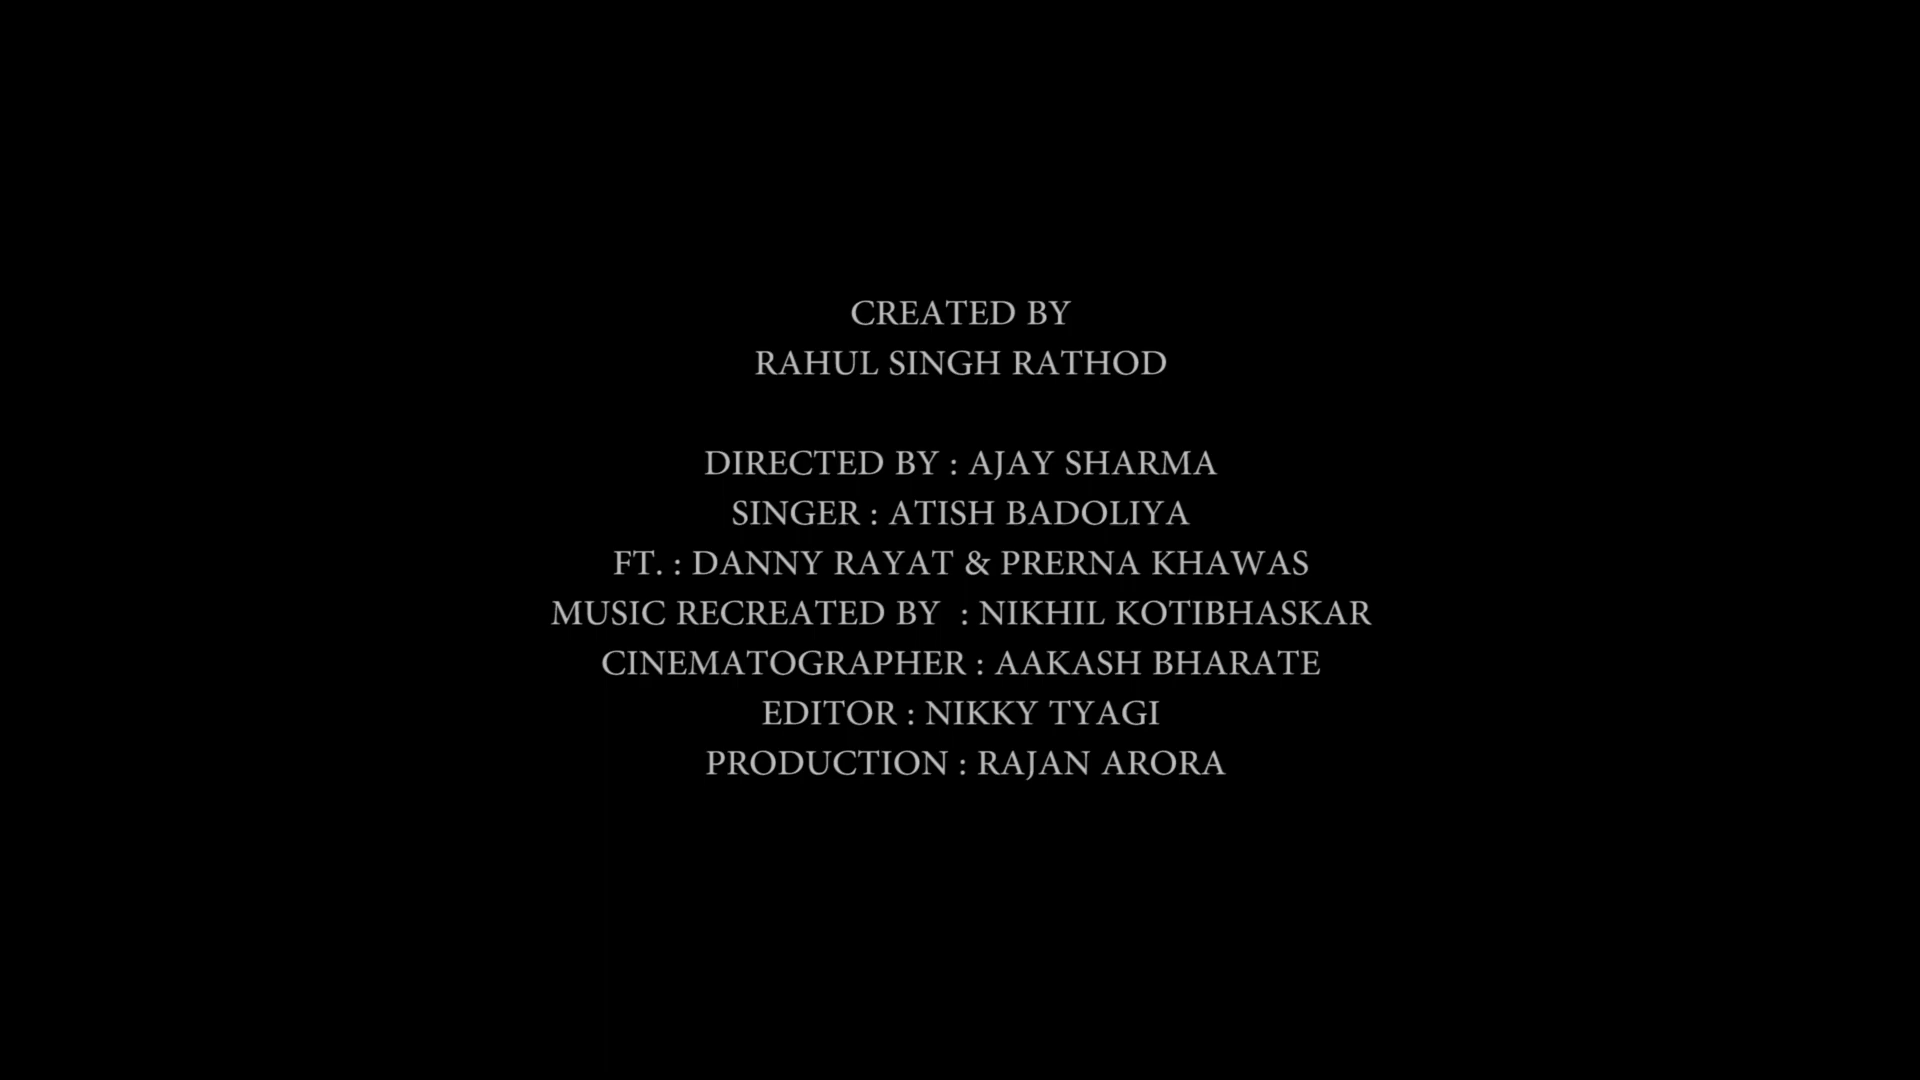 CREATED BY
RAHUL SINGH RATHOD
DIRECTED BY : AJAY SHARMA
SINGER : ATISH BADOLIYA
FT. : DANNY RAYAT & PRERNA KHAWAS
MUSIC RECREATED BY  : NIKHIL KOTIBHASKAR
CINEMATOGRAPHER : AAKASH BHARATE
EDITOR : NIKKY TYAGI
PRODUCTION : RAJAN ARORA